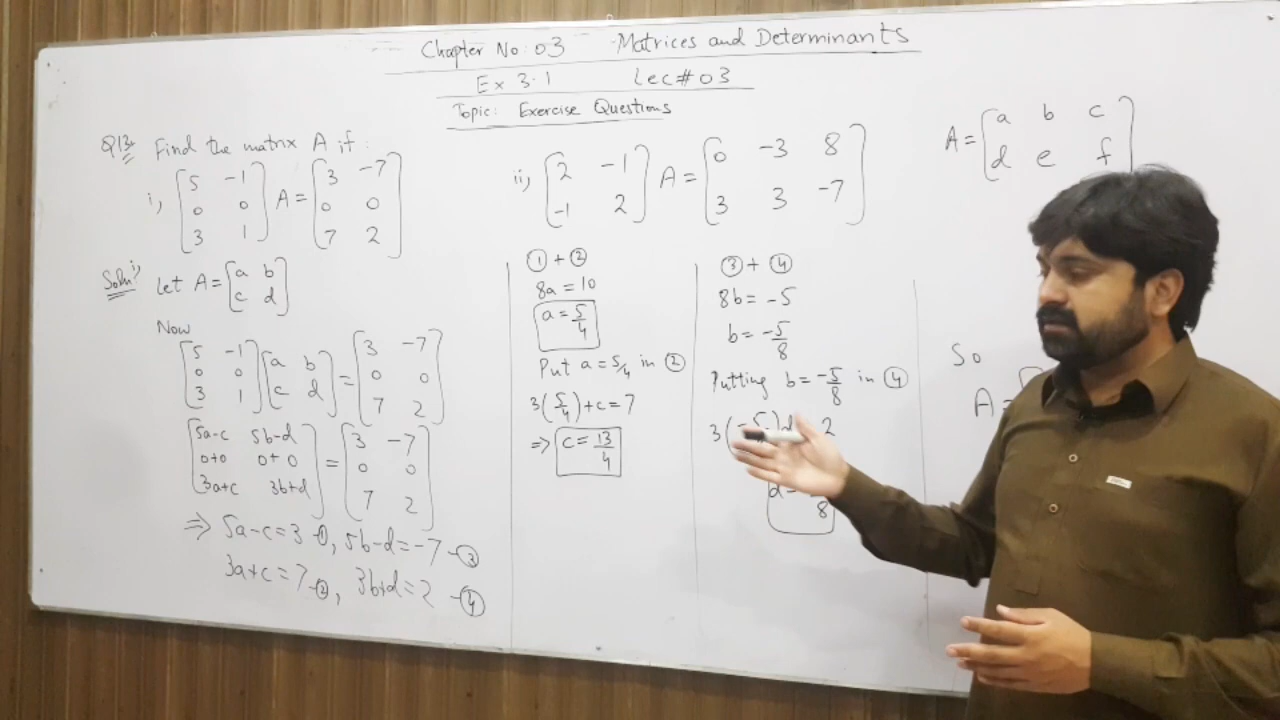 Chapter No: 03 Matrices and Determinants
Ex 3.1 Lec# 03
Topic: Exercise Questions
Q13: Find the matrix A if:
i, [5 -1
0 0
3 1] A = [3 -7
0 0
7 2]
ii, [2 -1
-1 2] A = [0 -3 8
3 3 -7]
A = [a b c
d e f]
Soln: i) Let A = [a b
c d]
Now
[5 -1
0 0
3 1] [a b
c d] = [3 -7
0 0
7 2]
[5a-c 5b-d
0+0 0+0
3a+c 3b+d] = [3 -7
0 0
7 2]
⇒ 5a-c=3 -①, 5b-d=-7 -③
3a+c=7 -②, 3b+d=2 -④
① + ②
8a = 10
a = 5/4
Put a = 5/4 in ②
3(5/4)+c = 7
⇒ c = 13/4
③ + ④
8b = -5
b = -5/8
Putting b = -5/8 in ④
3(-5 d 2
d 8
So
A =